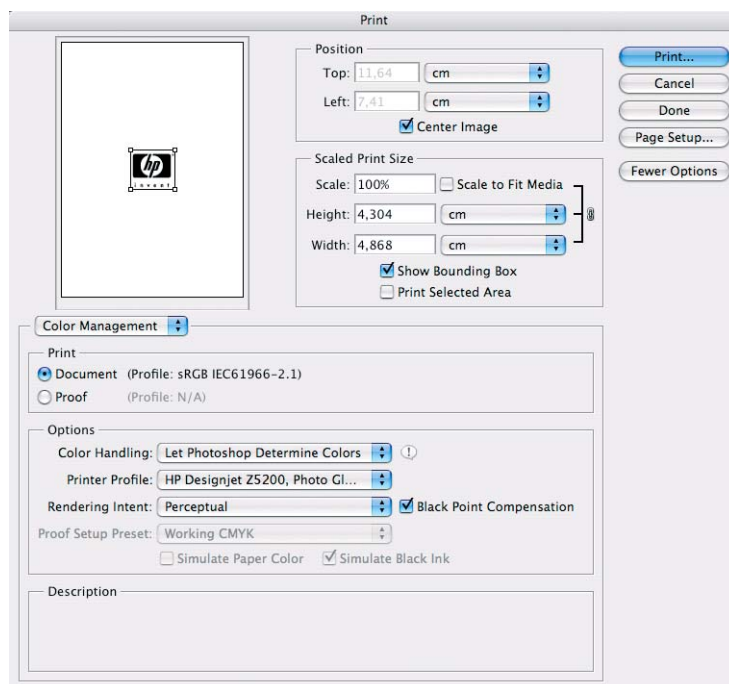 Print
hp
invent
Position
Top: 11,64 cm
Left: 7,41 cm
Center Image
Scaled Print Size
Scale: 100% Scale to Fit Media
Height: 4,304 cm
Width: 4,868 cm
Show Bounding Box
Print Selected Area
Print...
Cancel
Done
Page Setup...
Fewer Options
Color Management
Print
Document (Profile: sRGB IEC61966-2.1)
Proof (Profile: N/A)
Options
Color Handling: Let Photoshop Determine Colors
Printer Profile: HP Designjet Z5200, Photo Gl...
Rendering Intent: Perceptual Black Point Compensation
Proof Setup Preset: Working CMYK
Simulate Paper Color Simulate Black Ink
Description